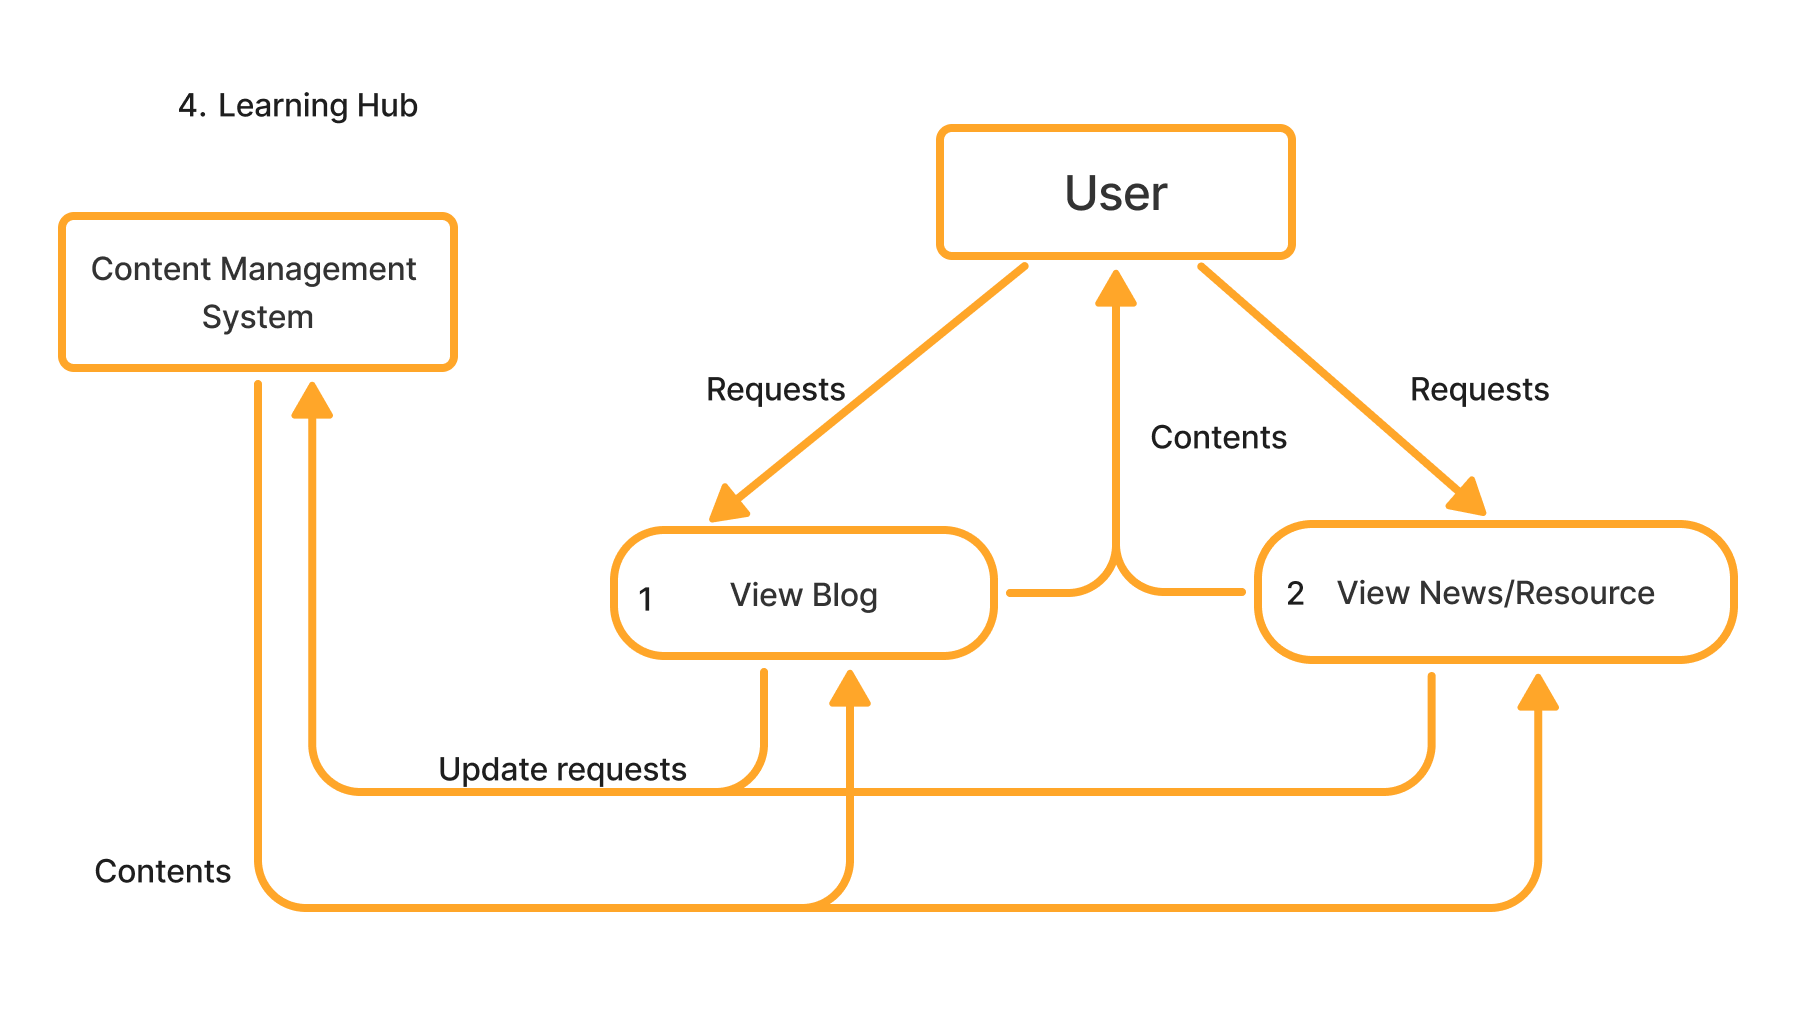 4. Learning Hub
User
Content Management
System
Requests
Requests
Contents
1 View Blog
2 View News/Resource
Update requests
Contents